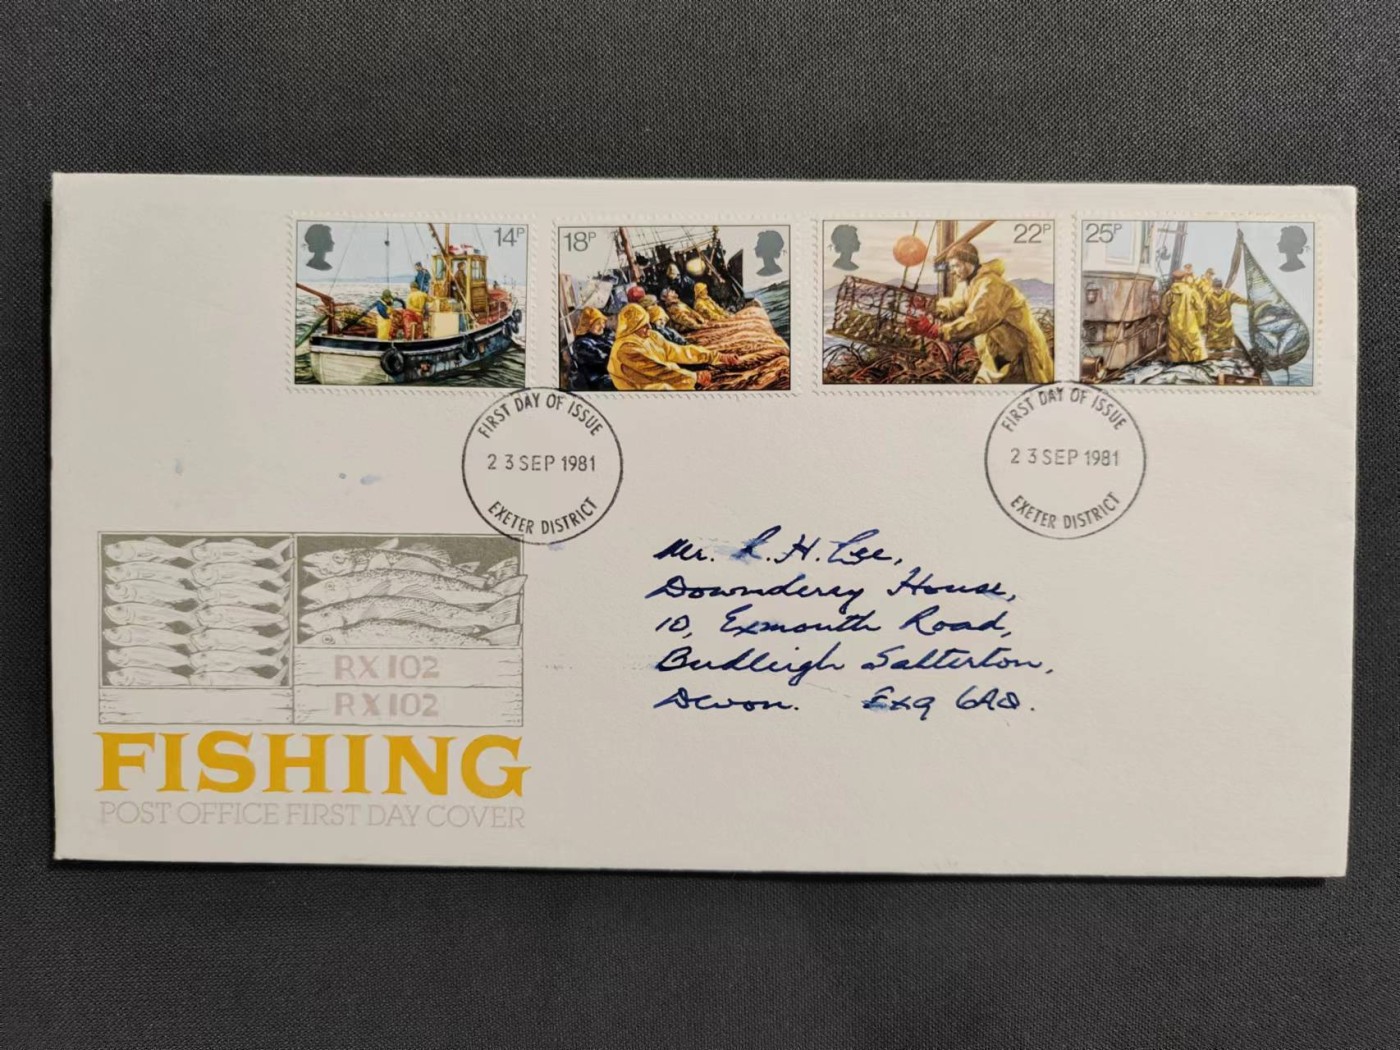 14P
18P
22P
25P
FIRST DAY OF ISSUE
23 SEP 1981
EXETER DISTRICT
FIRST DAY OF ISSUE
23 SEP 1981
EXETER DISTRICT
Mr. R. H. Lee,
Downderry House,
10, Exmouth Road,
Budleigh Salterton,
Devon. EX9 6AQ.
RX102
RX102
FISHING
POST OFFICE FIRST DAY COVER